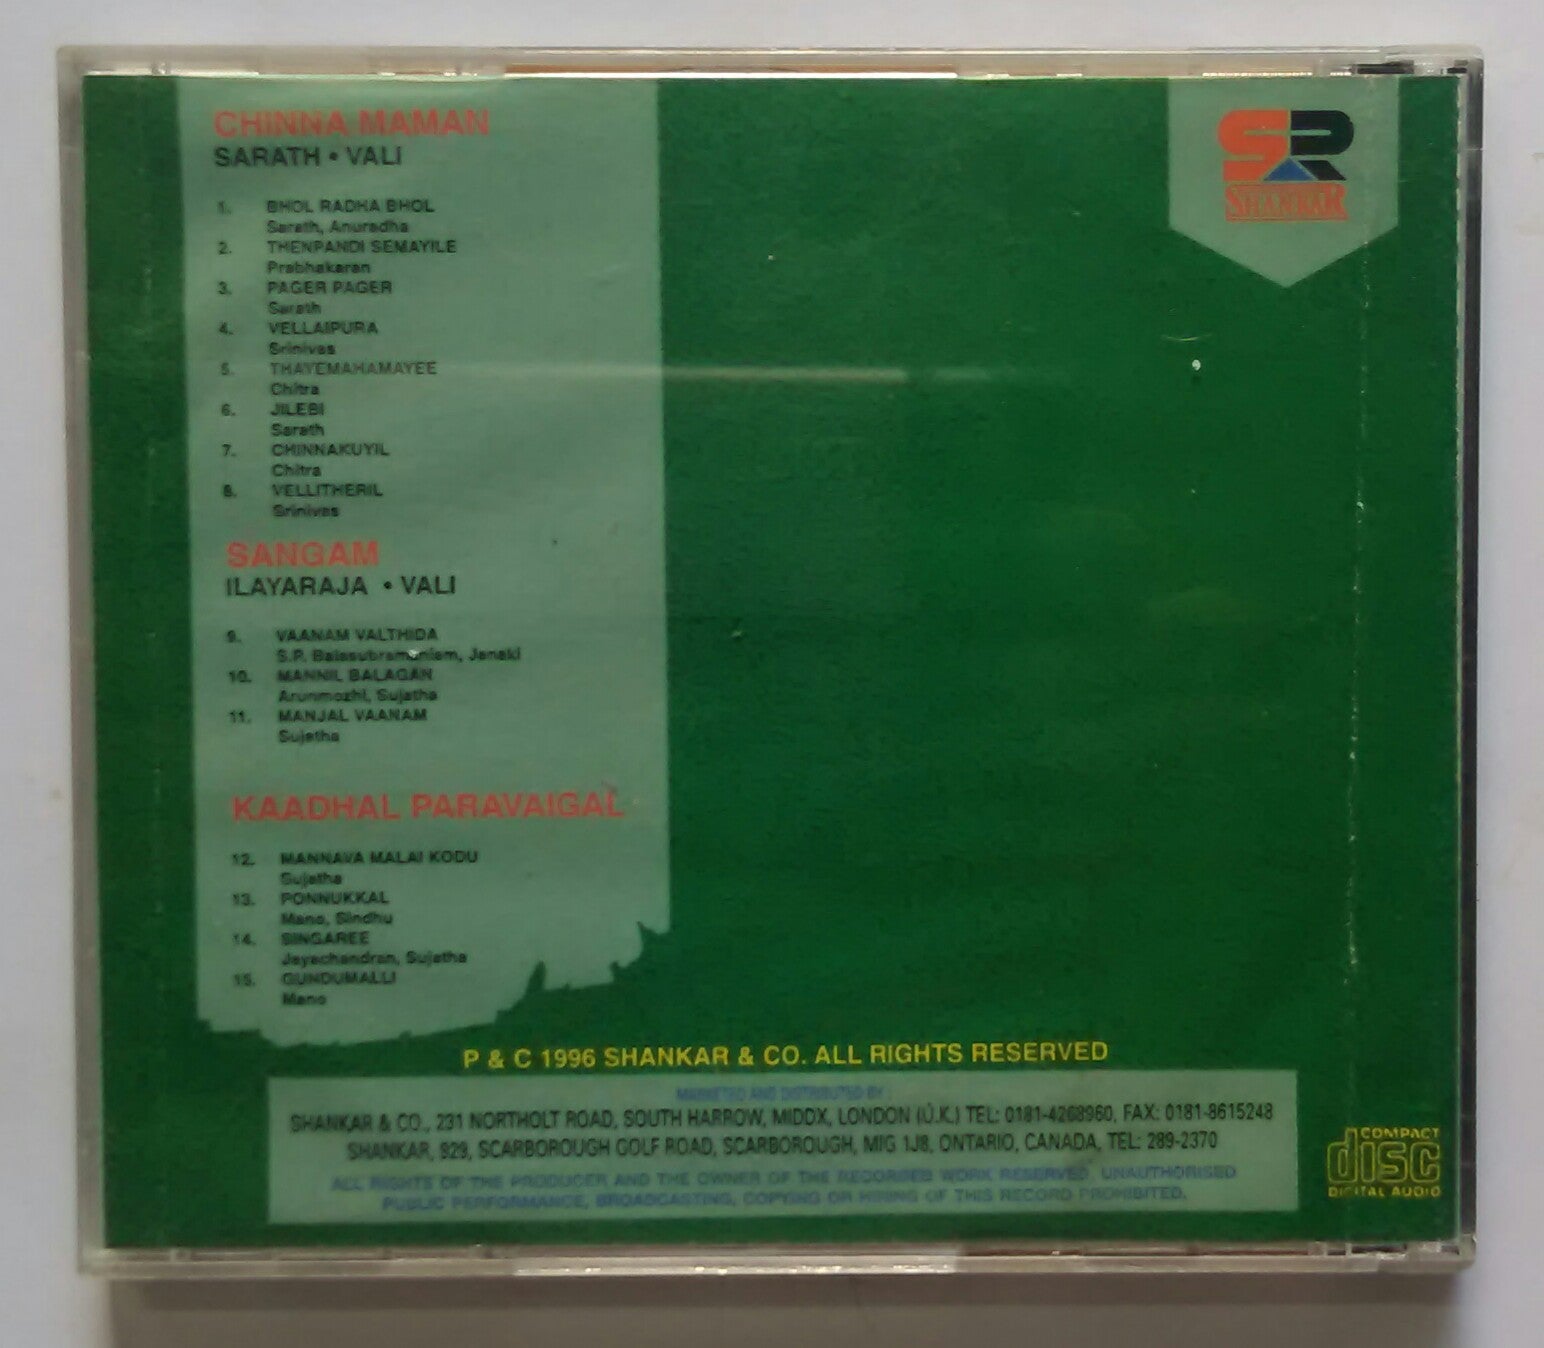 CHINNA MAMAN
SARATH • VALI
1. BHOL RADHA BHOL
Sarath, Anuradha
2. THENPANDI SEMAYILE
Prabhakaran
3. PAGER PAGER
Sarath
4. VELLAIPURA
Srinivas
5. THAYEMAHAMAYEE
Chitra
6. JILEBI
Sarath
7. CHINNAKUYIL
Chitra
8. VELLITHERIL
Srinivas
SANGAM
ILAYARAJA • VALI
9. VAANAM VALTHIDA
S.P. Balasubramaniam, Janaki
10. MANNIL BALAGAN
Arunmozhi, Sujatha
11. MANJAL VAANAM
Sujatha
KAADHAL PARAVAIGAL
12. MANNAVA MALAI KODU
Sujatha
13. PONNUKKAL
Mano, Sindhu
14. SINGAREE
Jayachandran, Sujatha
15. GUNDUMALLI
Mano
SR
SHANKAR
P & C 1996 SHANKAR & CO. ALL RIGHTS RESERVED
MARKETED AND DISTRIBUTED BY :
SHANKAR & CO., 231 NORTHOLT ROAD, SOUTH HARROW, MIDDX, LONDON (U.K.) TEL: 0181-4268960, FAX: 0181-8615248
SHANKAR, 929, SCARBOROUGH GOLF ROAD, SCARBOROUGH, MIG 1J8, ONTARIO, CANADA, TEL: 289-2370
ALL RIGHTS OF THE PRODUCER AND THE OWNER OF THE RECORDED WORK RESERVED. UNAUTHORISED
PUBLIC PERFORMANCE, BROADCASTING, COPYING OR HIRING OF THIS RECORD PROHIBITED.
COMPACT
disc
DIGITAL AUDIO